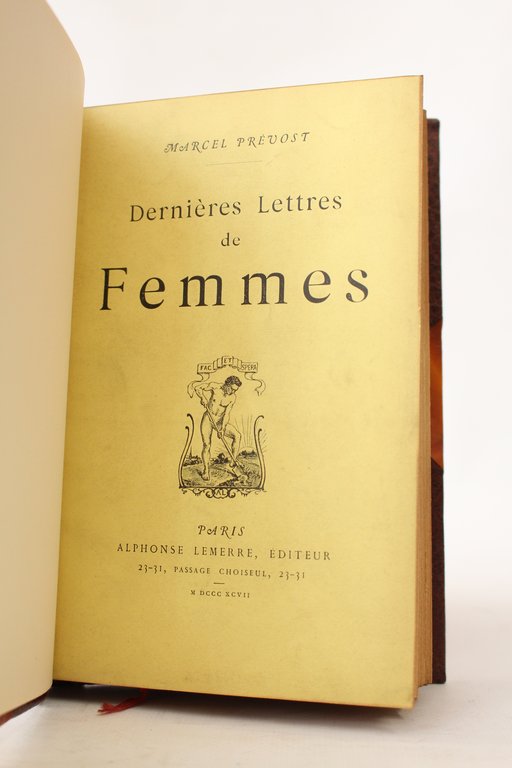 MARCEL PRÉVOST
Dernières Lettres
de
Femmes
FAC ET SPERA
AL
PARIS
ALPHONSE LEMERRE, EDITEUR
23-31, PASSAGE CHOISEUL, 23-31
M DCCC XCVII